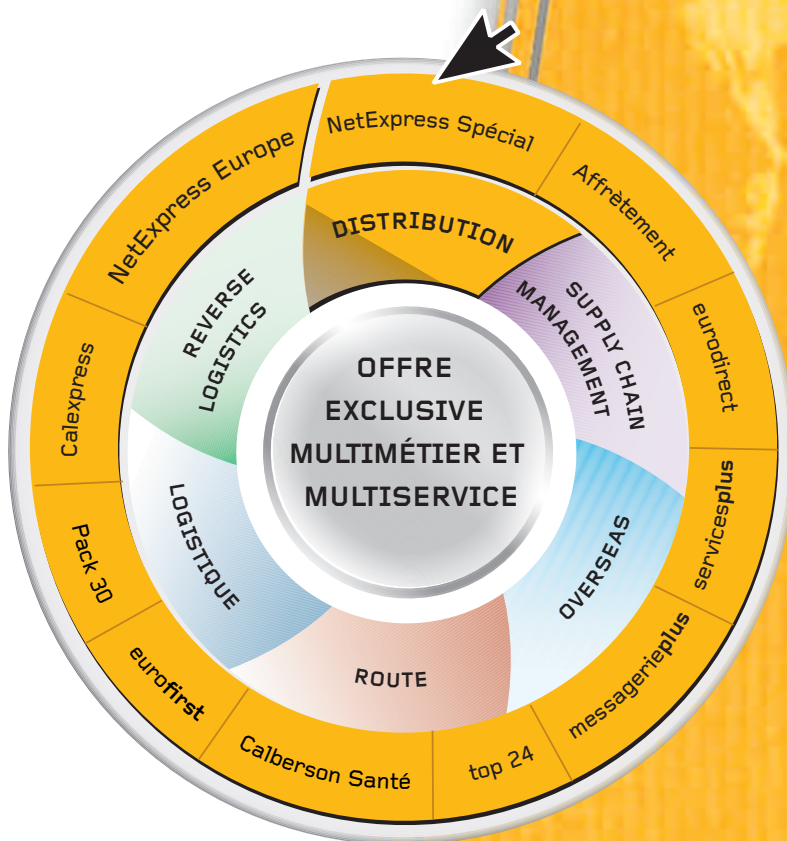 NetExpress Spécial
Affrètement
eurodirect
servicesplus
messagerieplus
top 24
Calberson Santé
eurofirst
Pack 30
Calexpress
NetExpress Europe
DISTRIBUTION
SUPPLY CHAIN
MANAGEMENT
OVERSEAS
ROUTE
LOGISTIQUE
REVERSE
LOGISTICS
OFFRE
EXCLUSIVE
MULTIMÉTIER ET
MULTISERVICE